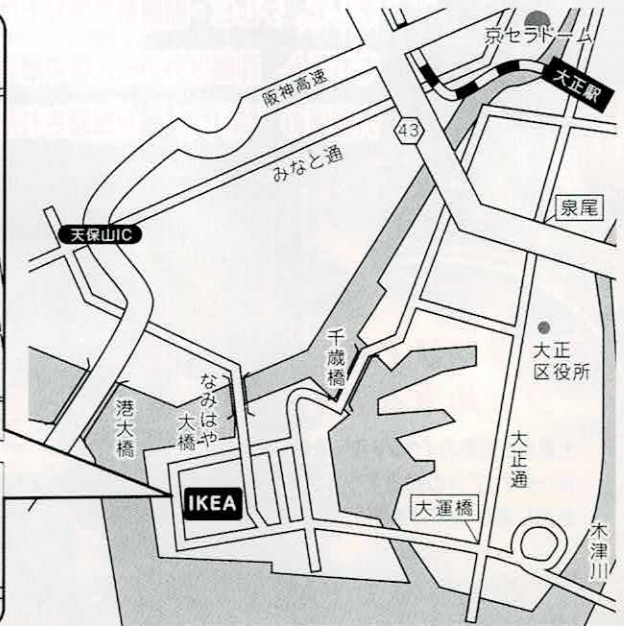 京セラドーム
大正駅
阪神高速
43
みなと通
泉尾
天保山IC
千歳橋
大正
区役所
なみはや
大橋
港大橋
大正通
IKEA
大運橋
木津川